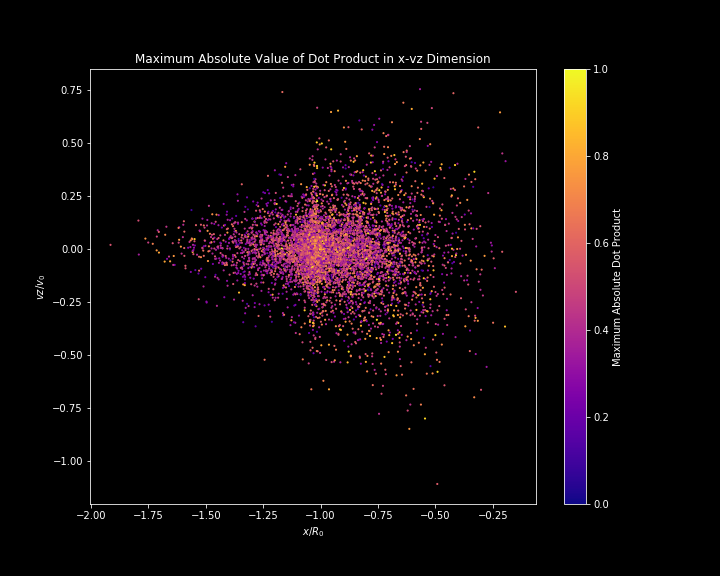 Maximum Absolute Value of Dot Product in x-vz Dimension
0.75
0.50
0.25
0.00
−0.25
−0.50
−0.75
−1.00
vz/v₀
−2.00 −1.75 −1.50 −1.25 −1.00 −0.75 −0.50 −0.25
x/R₀
1.0
0.8
0.6
0.4
0.2
0.0
Maximum Absolute Dot Product